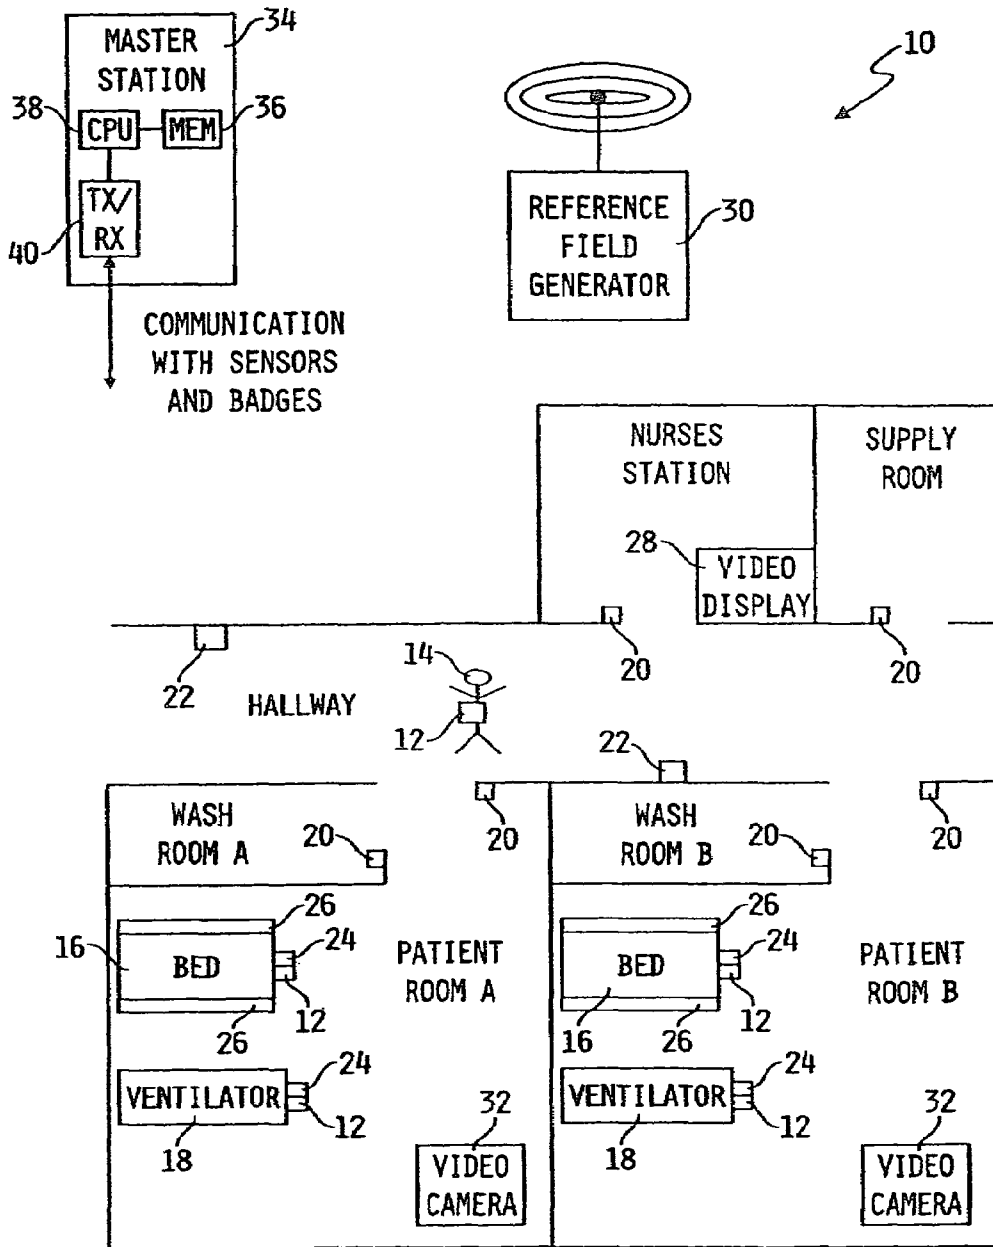 34
MASTER
STATION
38
CPU
MEM
36
TX/
RX
40
COMMUNICATION
WITH SENSORS
AND BADGES
10
REFERENCE
FIELD
GENERATOR
30
NURSES
STATION
SUPPLY
ROOM
28
VIDEO
DISPLAY
20
20
22
HALLWAY
14
12
22
WASH
ROOM A
20
20
WASH
ROOM B
20
20
16
26
BED
24
12
26
PATIENT
ROOM A
26
BED
24
12
16
26
PATIENT
ROOM B
VENTILATOR
24
12
18
VENTILATOR
24
12
18
32
VIDEO
CAMERA
32
VIDEO
CAMERA